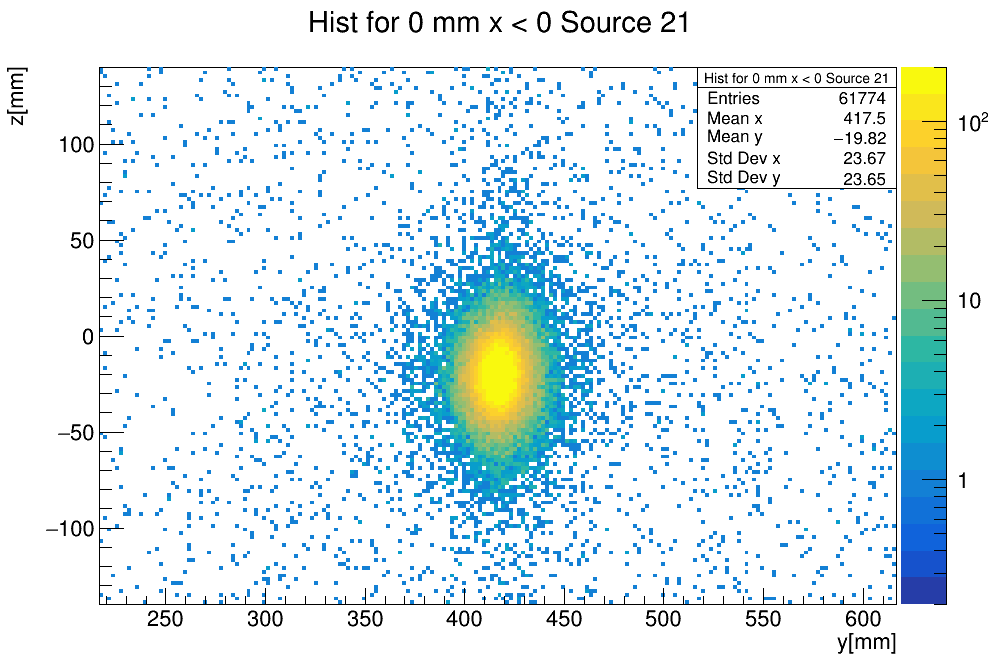 Hist for 0 mm x < 0 Source 21
z[mm]
Hist for 0 mm x < 0 Source 21
Entries 61774
Mean x 417.5
Mean y −19.82
Std Dev x 23.67
Std Dev y 23.65
100
50
0
−50
−100
10²
10
1
250 300 350 400 450 500 550 600
y[mm]